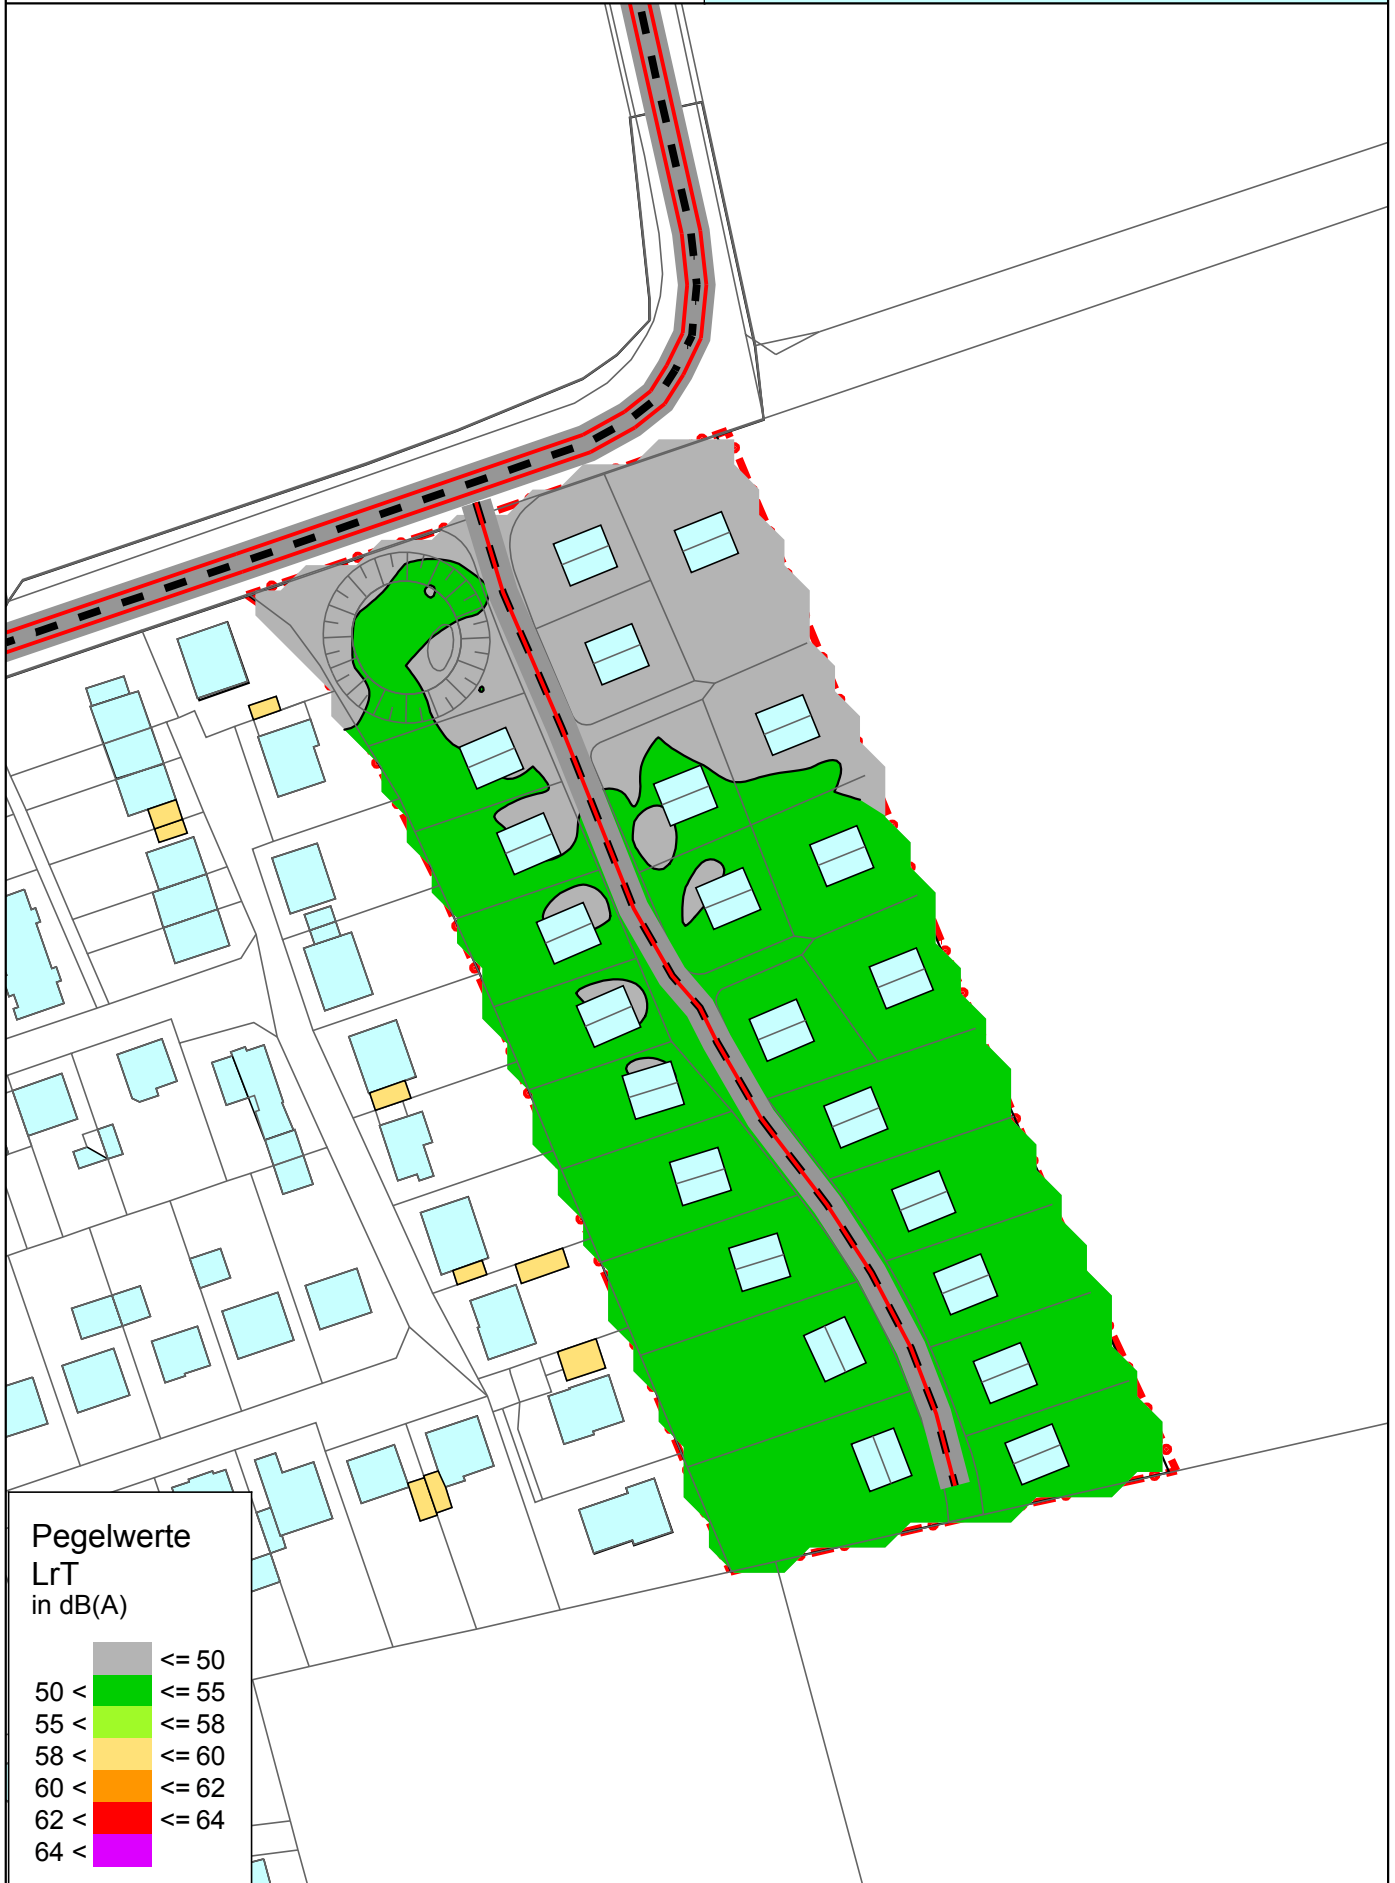 Pegelwerte
LrT
in dB(A)
<= 50
50 < <= 55
55 < <= 58
58 < <= 60
60 < <= 62
62 < <= 64
64 <